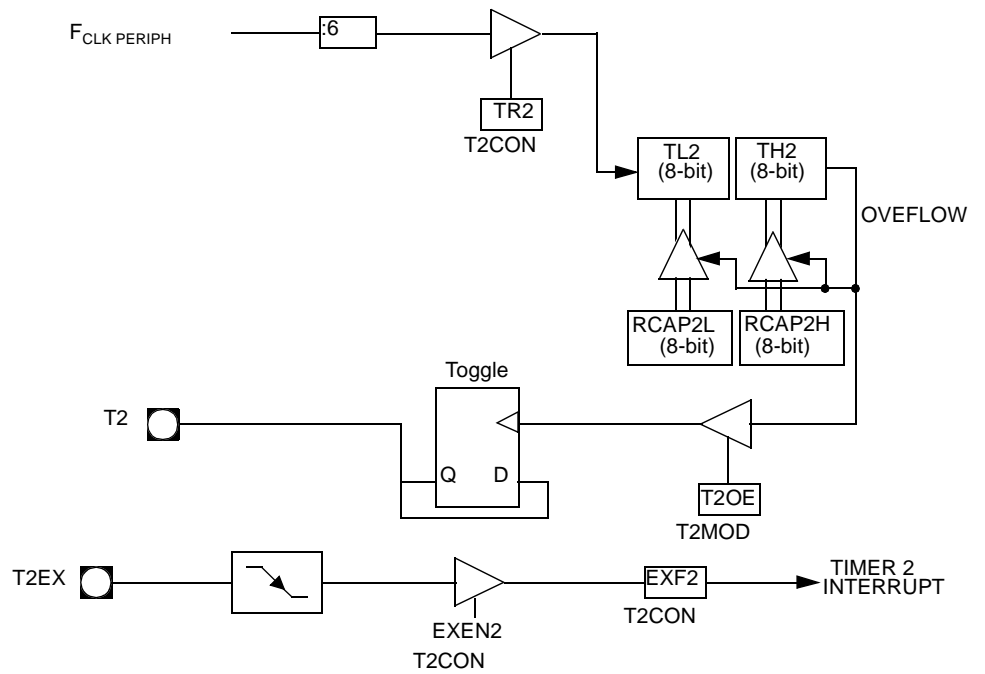 FCLK PERIPH
:6
TR2
T2CON
TL2
(8-bit)
TH2
(8-bit)
OVEFLOW
RCAP2L
(8-bit)
RCAP2H
(8-bit)
Toggle
T2
Q
D
T2OE
T2MOD
T2EX
EXEN2
T2CON
EXF2
T2CON
TIMER 2
INTERRUPT